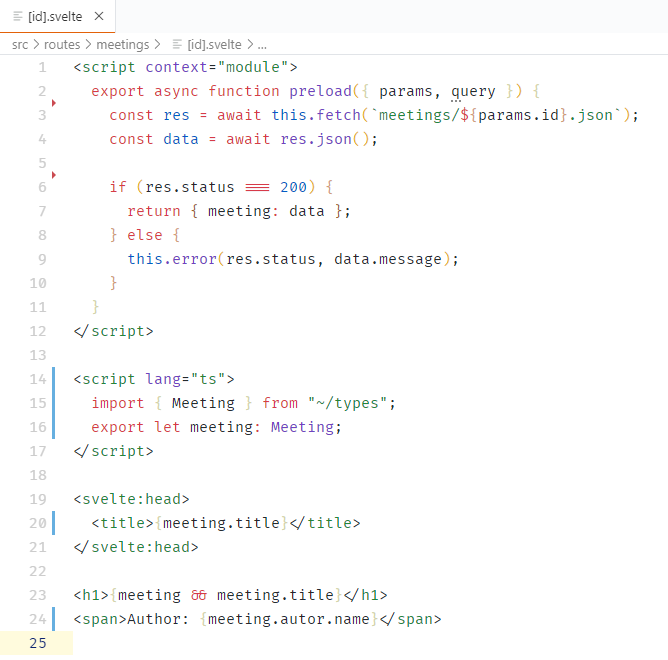 [id].svelte ×
src > routes > meetings > [id].svelte > ...
1 <script context="module">
2 export async function preload({ params, query }) {
3 const res = await this.fetch(`meetings/${params.id}.json`);
4 const data = await res.json();
5
6 if (res.status === 200) {
7 return { meeting: data };
8 } else {
9 this.error(res.status, data.message);
10 }
11 }
12 </script>
13
14 <script lang="ts">
15 import { Meeting } from "~/types";
16 export let meeting: Meeting;
17 </script>
18
19 <svelte:head>
20 <title>{meeting.title}</title>
21 </svelte:head>
22
23 <h1>{meeting && meeting.title}</h1>
24 <span>Author: {meeting.autor.name}</span>
25